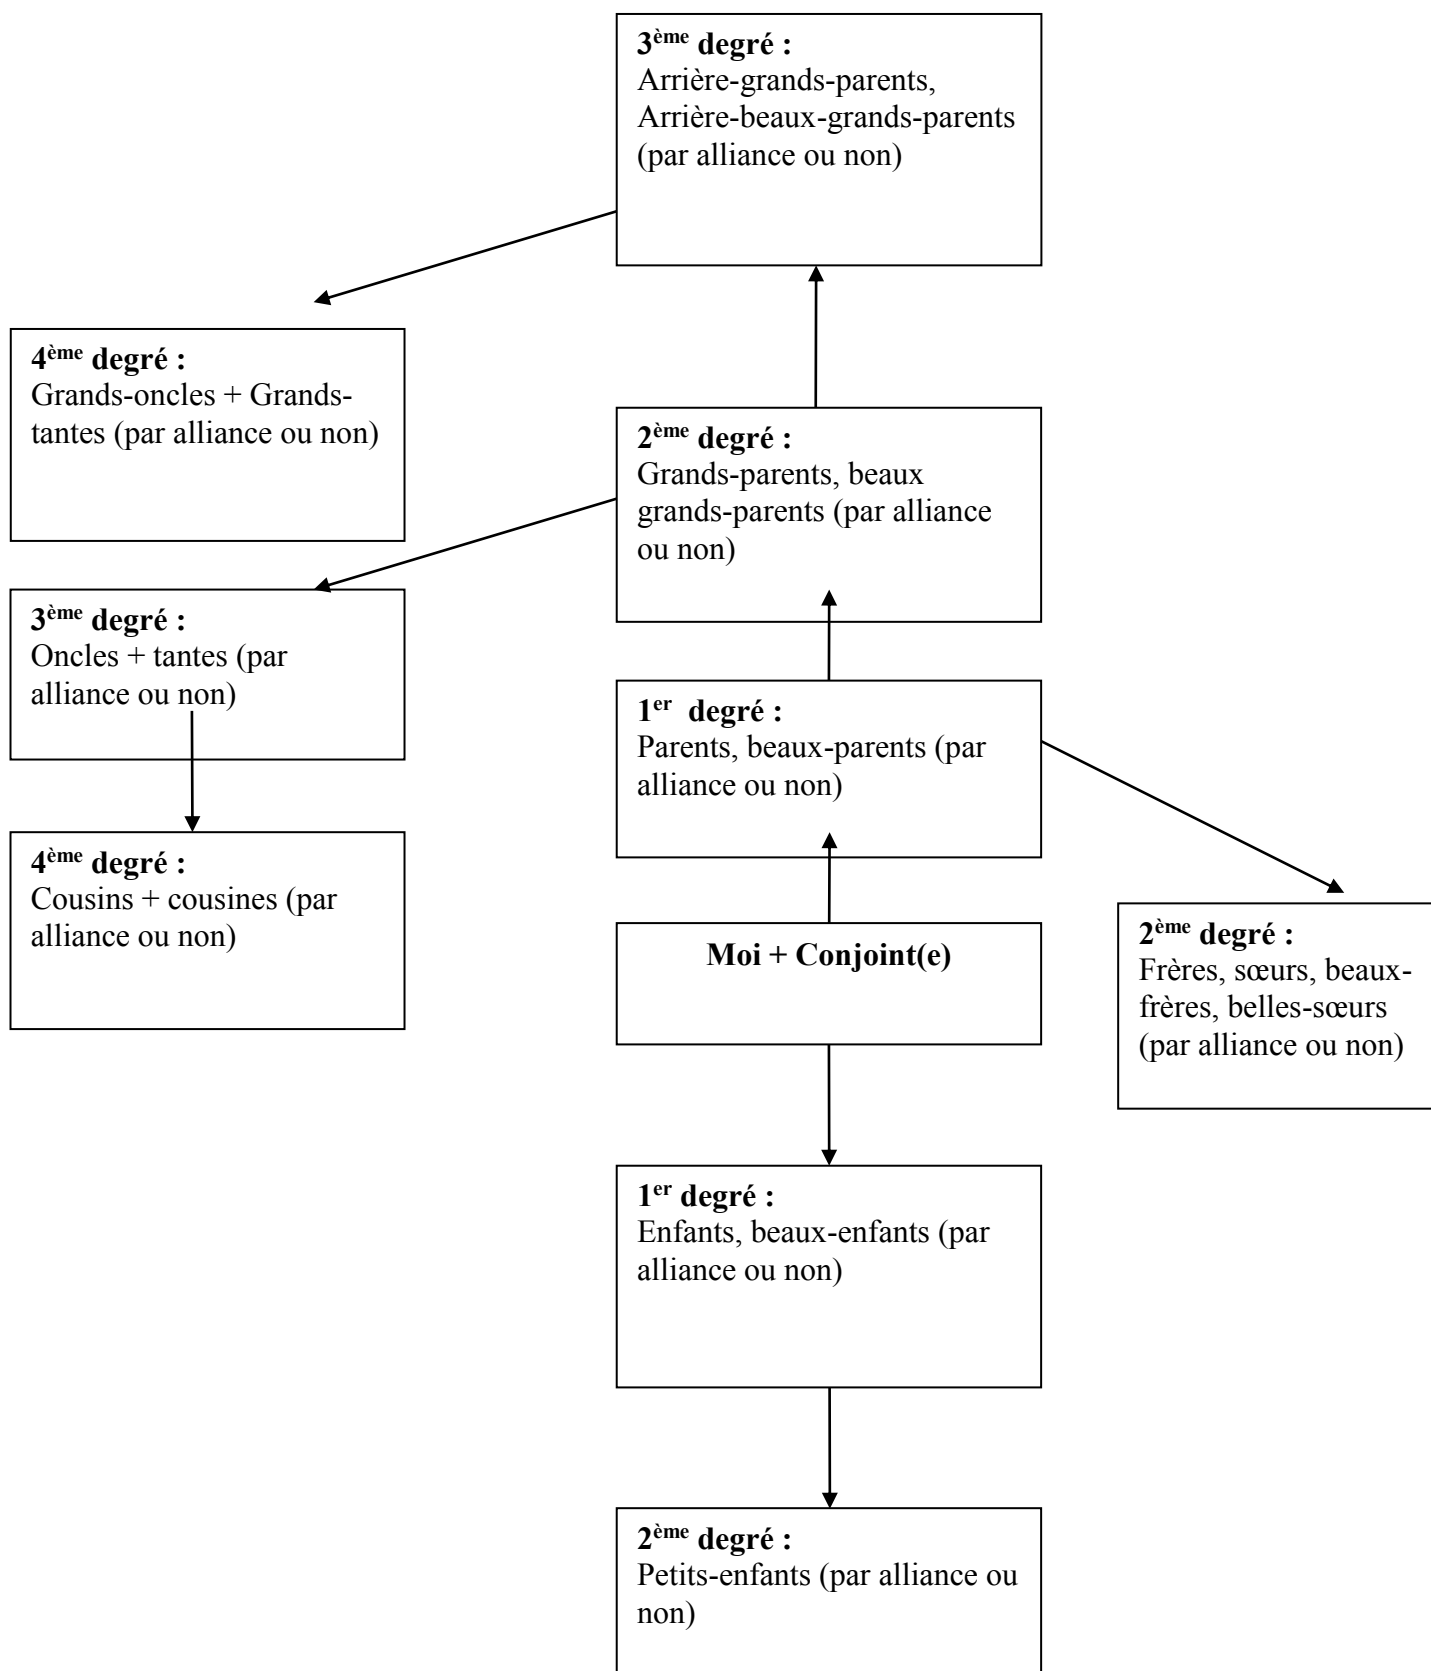 3ème degré :
Arrière-grands-parents,
Arrière-beaux-grands-parents
(par alliance ou non)
4ème degré :
Grands-oncles + Grands-
tantes (par alliance ou non)
2ème degré :
Grands-parents, beaux
grands-parents (par alliance
ou non)
3ème degré :
Oncles + tantes (par
alliance ou non)
1er  degré :
Parents, beaux-parents (par
alliance ou non)
4ème degré :
Cousins + cousines (par
alliance ou non)
Moi + Conjoint(e)
2ème degré :
Frères, sœurs, beaux-
frères, belles-sœurs
(par alliance ou non)
1er degré :
Enfants, beaux-enfants (par
alliance ou non)
2ème degré :
Petits-enfants (par alliance ou
non)